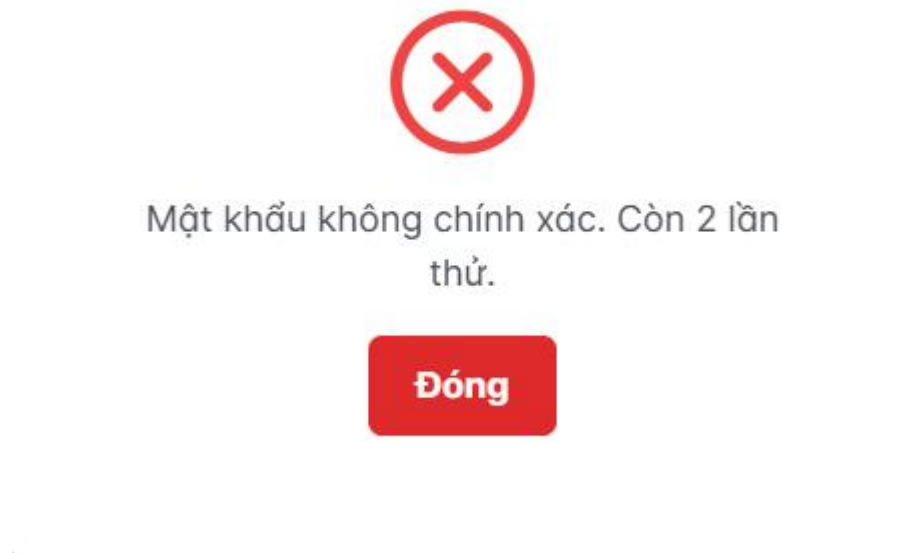 Mật khẩu không chính xác. Còn 2 lần
thử.
Đóng